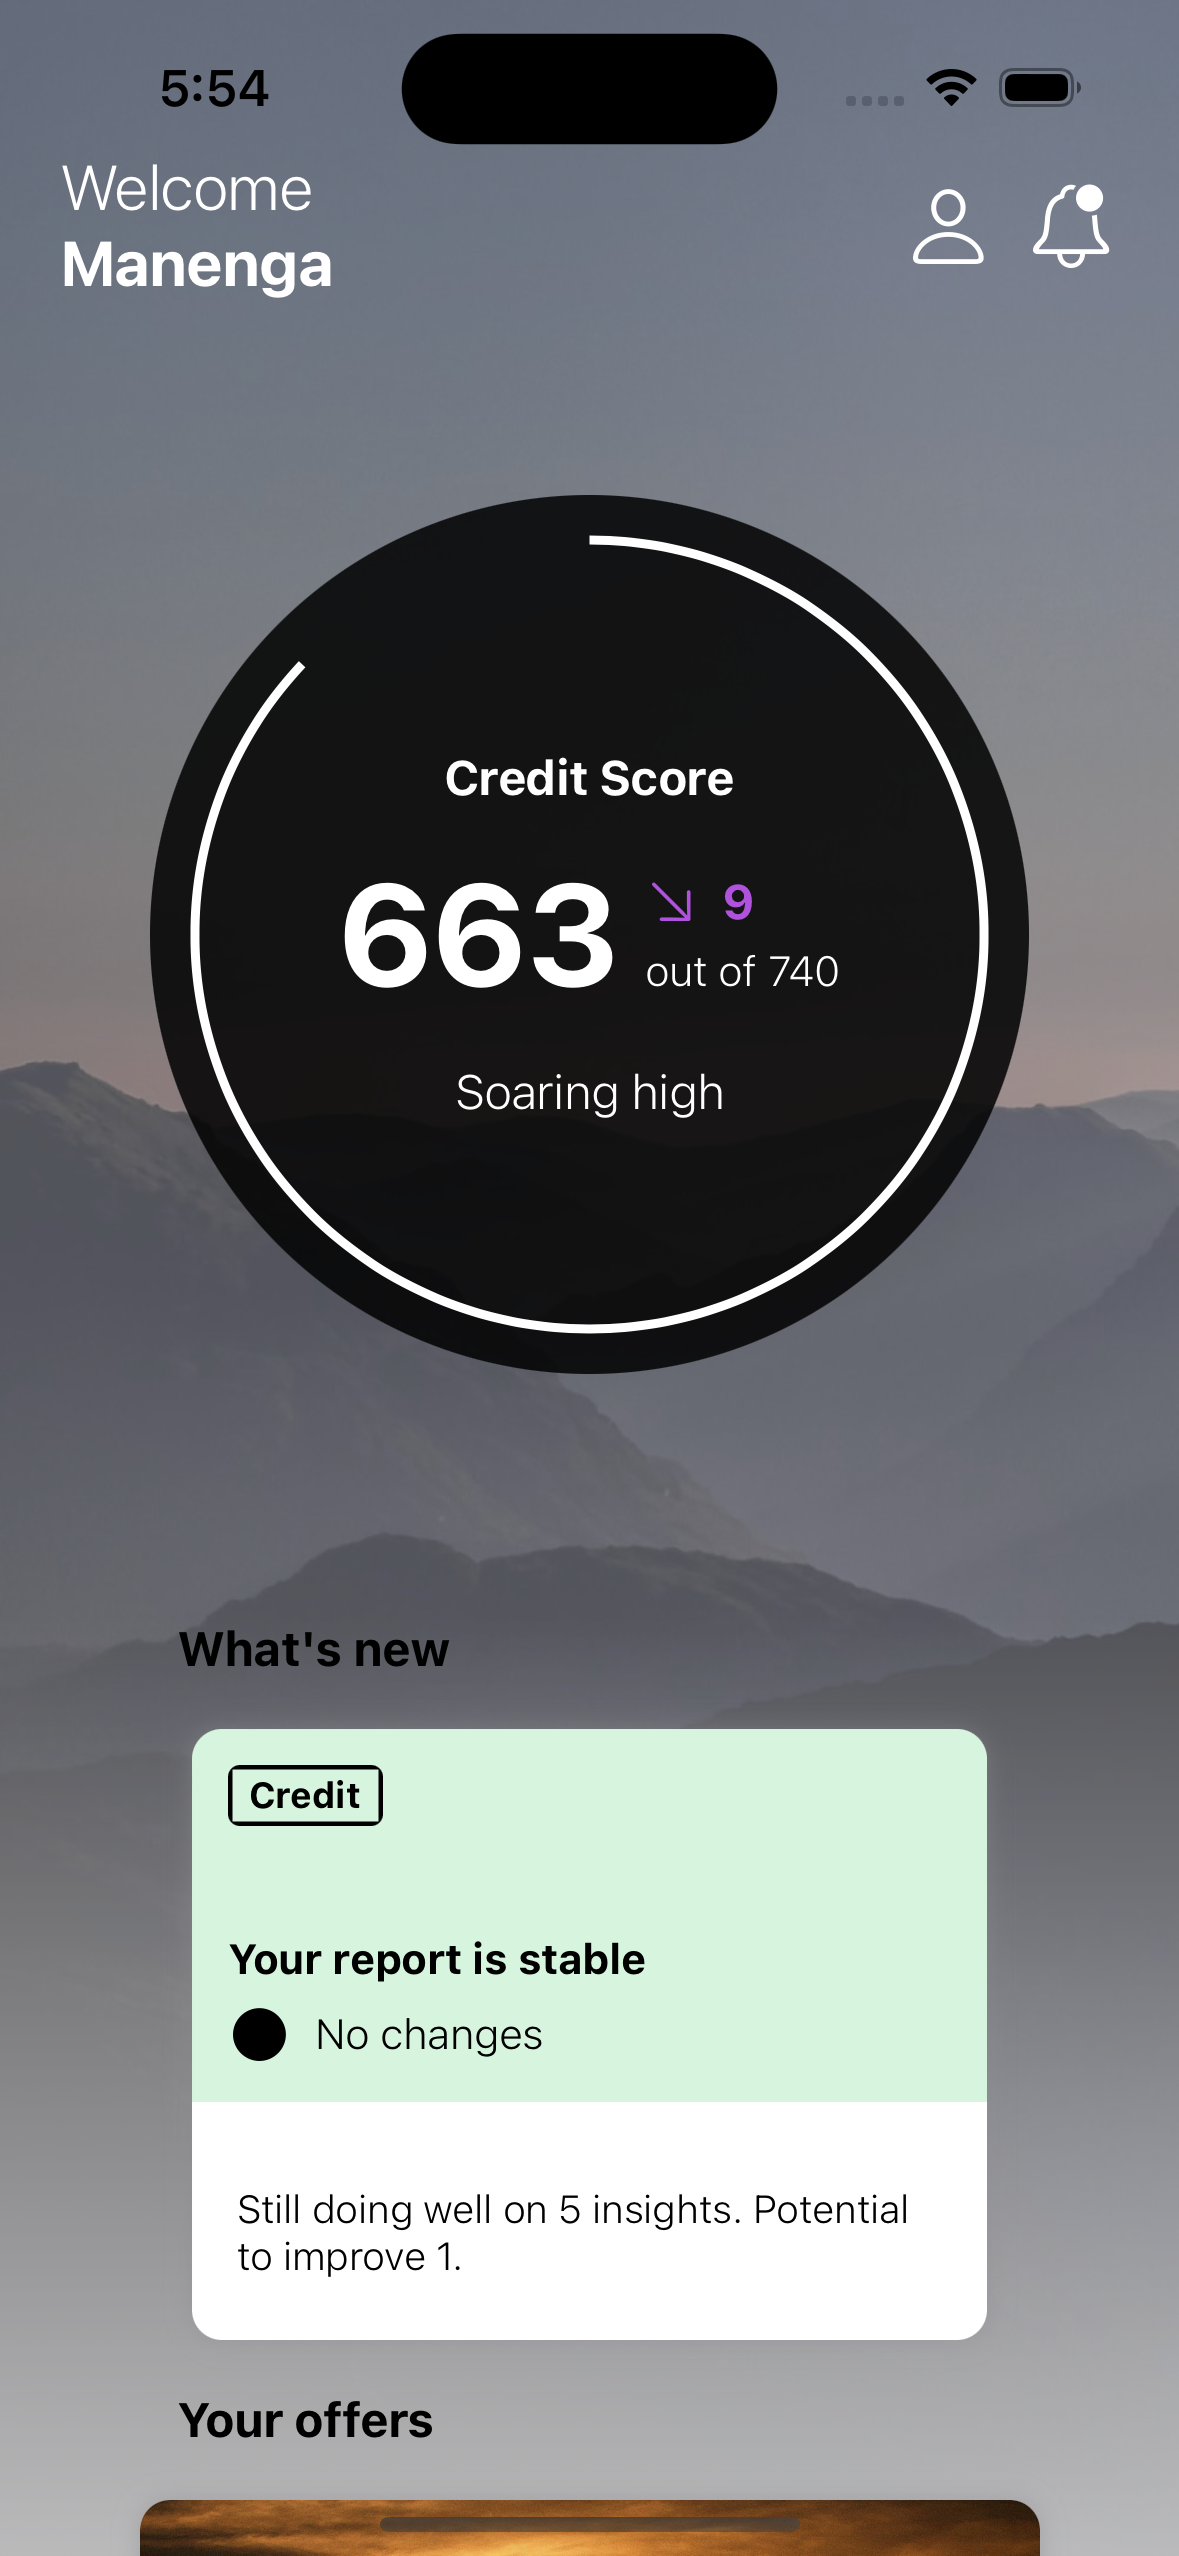 5:54
Welcome
Manenga
Credit Score
663
9
out of 740
Soaring high
What's new
Credit
Your report is stable
No changes
Still doing well on 5 insights. Potential
to improve 1.
Your offers